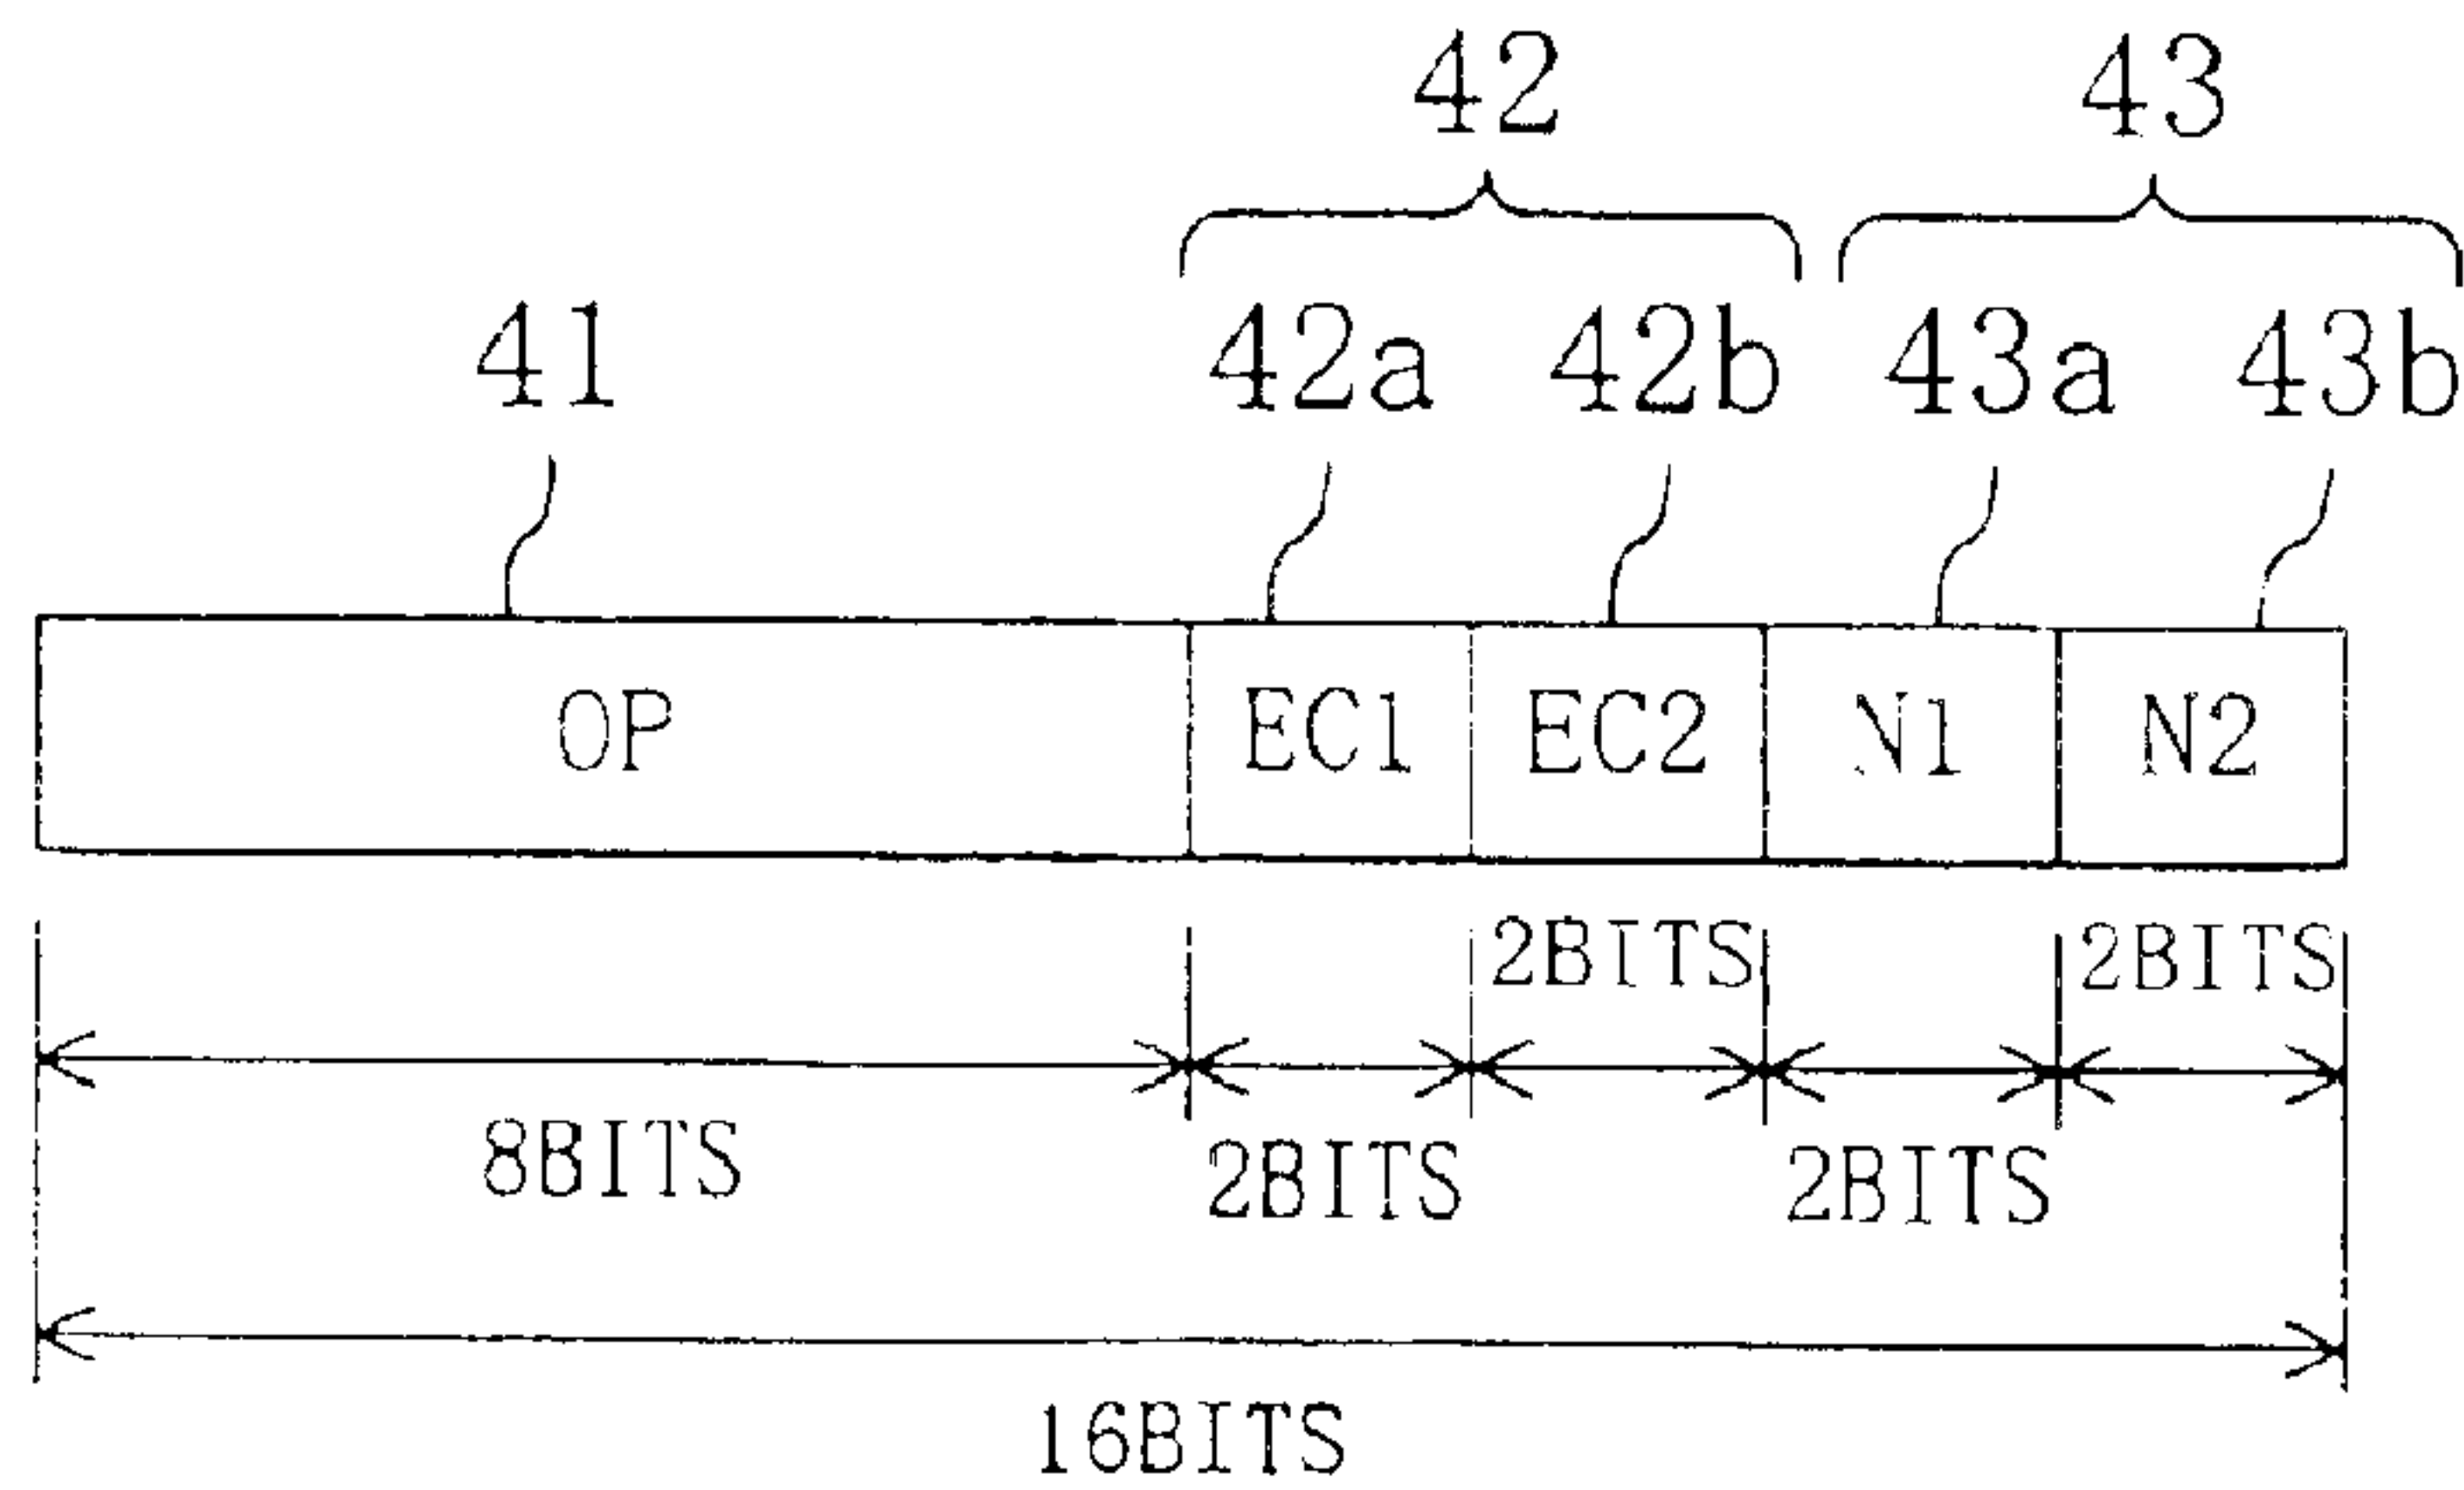 42 43
41 42a 42b 43a 43b
OP EC1 EC2 N1 N2
2BITS 2BITS
8BITS 2BITS 2BITS
16BITS